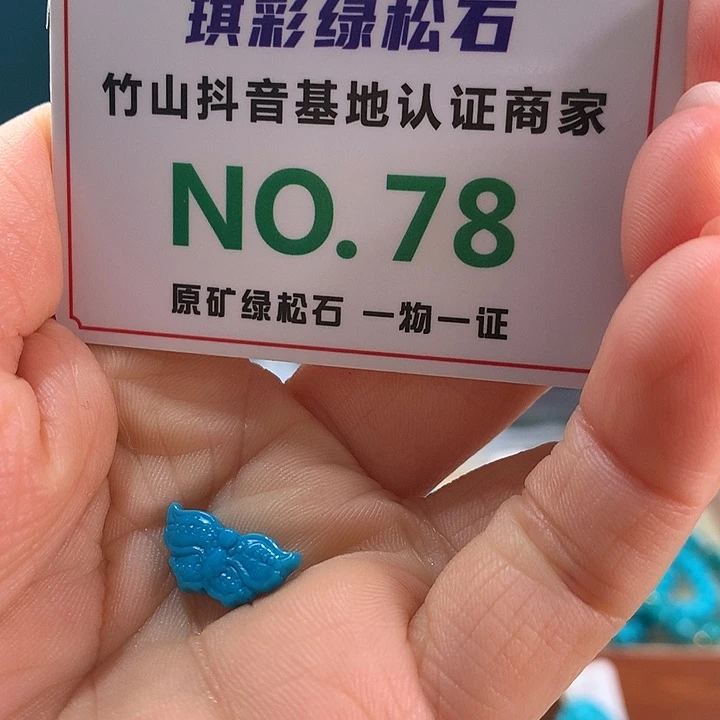 琪彩绿松石
竹山抖音基地认证商家
NO.78
原矿绿松石 一物一证